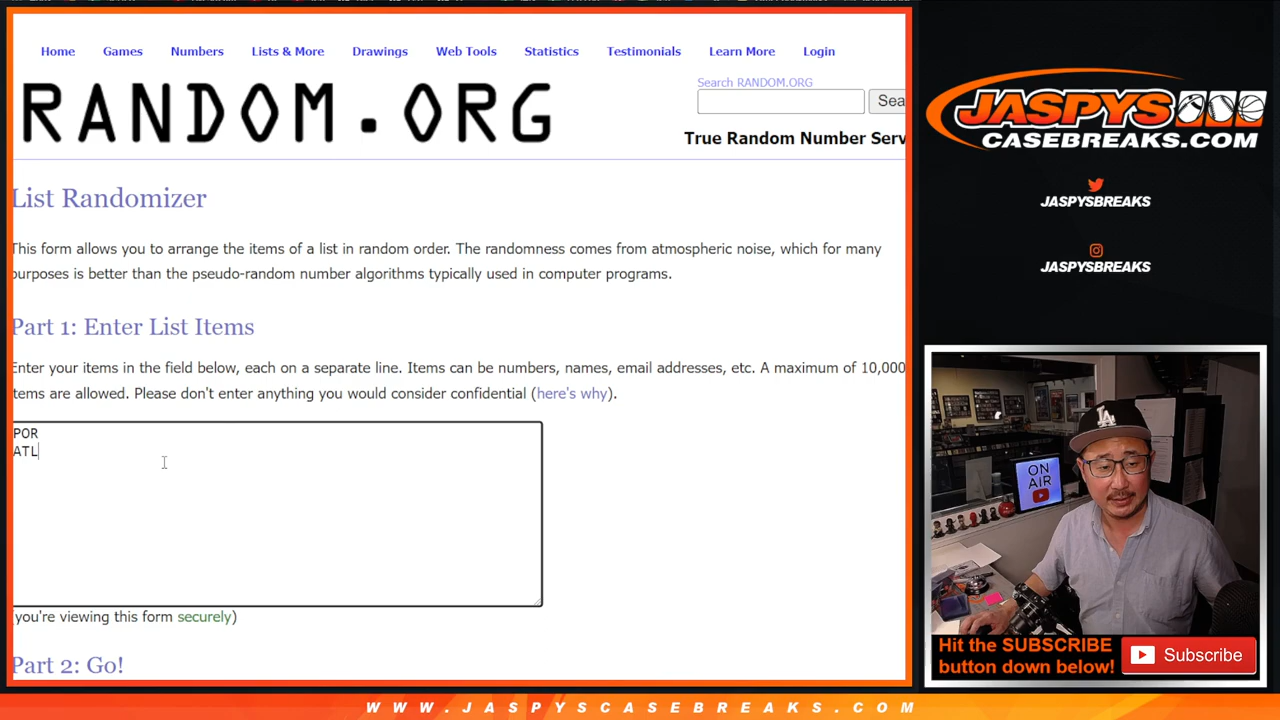 Home Games Numbers Lists & More Drawings Web Tools Statistics Testimonials Learn More Login
RANDOM.ORG
Search RANDOM.ORG
Sea
True Random Number Serv
List Randomizer
This form allows you to arrange the items of a list in random order. The randomness comes from atmospheric noise, which for many
purposes is better than the pseudo-random number algorithms typically used in computer programs.
Part 1: Enter List Items
Enter your items in the field below, each on a separate line. Items can be numbers, names, email addresses, etc. A maximum of 10,000
items are allowed. Please don't enter anything you would consider confidential (here's why).
POR
ATL
(you're viewing this form securely)
Part 2: Go!
JASPYS
CASEBREAKS.COM
JASPYSBREAKS
JASPYSBREAKS
LA
ON
AIR
Hit the SUBSCRIBE
button down below!
Subscribe
WWW.JASPYSCASEBREAKS.COM